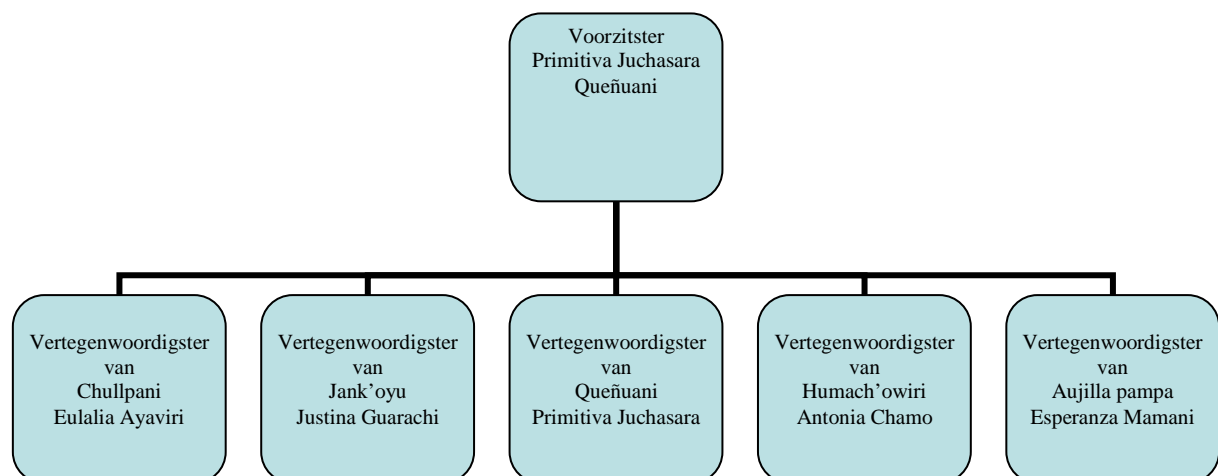 Voorzitster
Primitiva Juchasara
Queñuani
Vertegenwoordigster
van
Chullpani
Eulalia Ayaviri
Vertegenwoordigster
van
Jank’oyu
Justina Guarachi
Vertegenwoordigster
van
Queñuani
Primitiva Juchasara
Vertegenwoordigster
van
Humach’owiri
Antonia Chamo
Vertegenwoordigster
van
Aujilla pampa
Esperanza Mamani